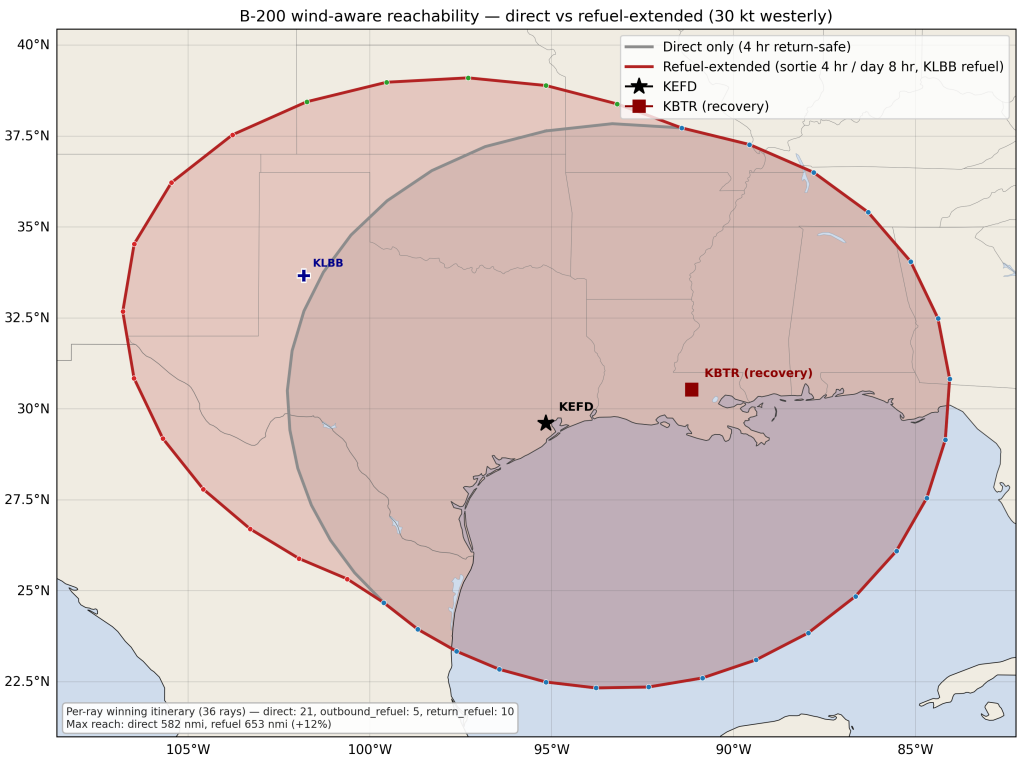 B-200 wind-aware reachability — direct vs refuel-extended (30 kt westerly)
Direct only (4 hr return-safe)
Refuel-extended (sortie 4 hr / day 8 hr, KLBB refuel)
KEFD
KBTR (recovery)
40°N
37.5°N
35°N
32.5°N
30°N
27.5°N
25°N
22.5°N
KLBB
KBTR (recovery)
KEFD
Per-ray winning itinerary (36 rays) — direct: 21, outbound_refuel: 5, return_refuel: 10
Max reach: direct 582 nmi, refuel 653 nmi (+12%)
105°W
100°W
95°W
90°W
85°W